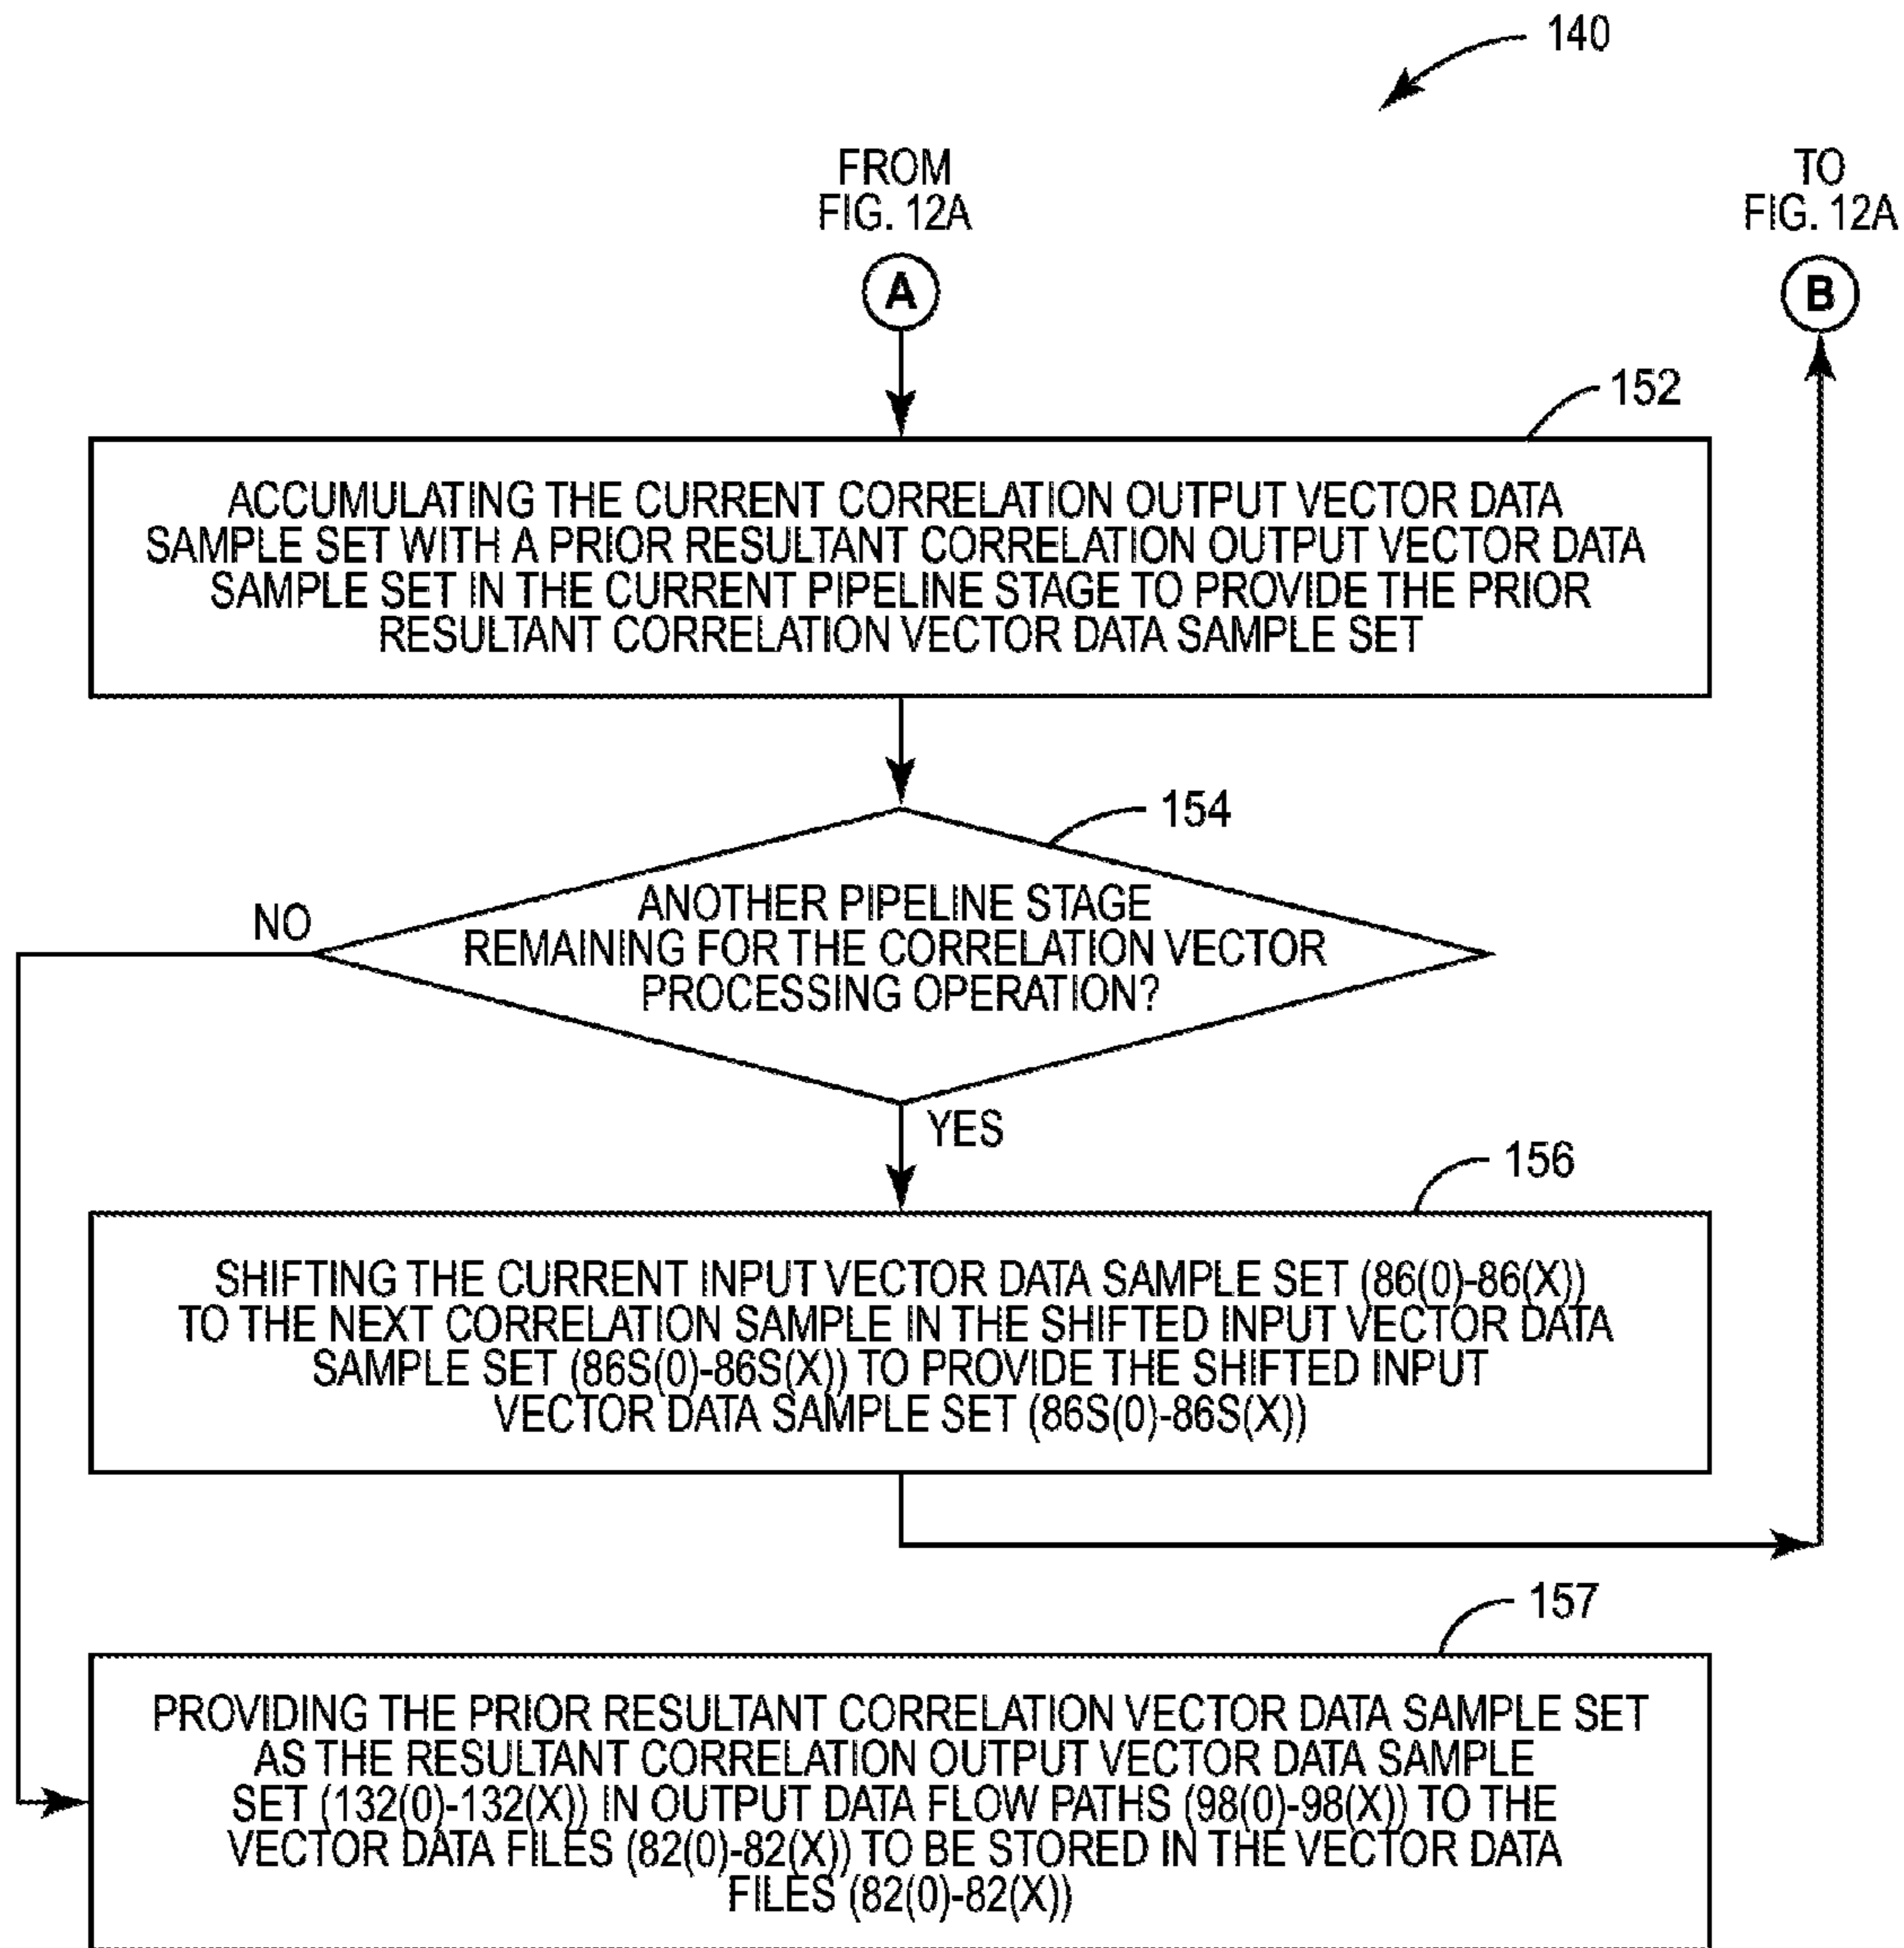 140
FROM
FIG. 12A
TO
FIG. 12A
A
B
152
ACCUMULATING THE CURRENT CORRELATION OUTPUT VECTOR DATA
SAMPLE SET WITH A PRIOR RESULTANT CORRELATION OUTPUT VECTOR DATA
SAMPLE SET IN THE CURRENT PIPELINE STAGE TO PROVIDE THE PRIOR
RESULTANT CORRELATION VECTOR DATA SAMPLE SET
154
NO
ANOTHER PIPELINE STAGE
REMAINING FOR THE CORRELATION VECTOR
PROCESSING OPERATION?
YES
156
SHIFTING THE CURRENT INPUT VECTOR DATA SAMPLE SET (86(0)-86(X))
TO THE NEXT CORRELATION SAMPLE IN THE SHIFTED INPUT VECTOR DATA
SAMPLE SET (86S(0)-86S(X)) TO PROVIDE THE SHIFTED INPUT
VECTOR DATA SAMPLE SET (86S(0)-86S(X))
157
PROVIDING THE PRIOR RESULTANT CORRELATION VECTOR DATA SAMPLE SET
AS THE RESULTANT CORRELATION OUTPUT VECTOR DATA SAMPLE
SET (132(0)-132(X)) IN OUTPUT DATA FLOW PATHS (98(0)-98(X)) TO THE
VECTOR DATA FILES (82(0)-82(X)) TO BE STORED IN THE VECTOR DATA
FILES (82(0)-82(X))